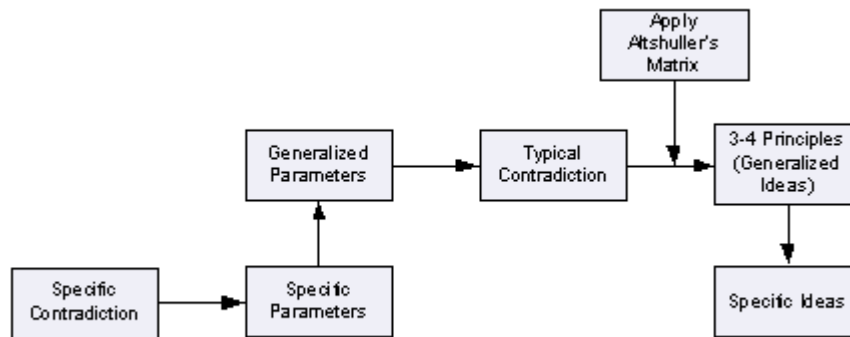 Apply
Altshuller's
Matrix
Generalized
Parameters
Typical
Contradiction
3-4 Principles
(Generalized
Ideas)
Specific
Contradiction
Specific
Parameters
Specific Ideas